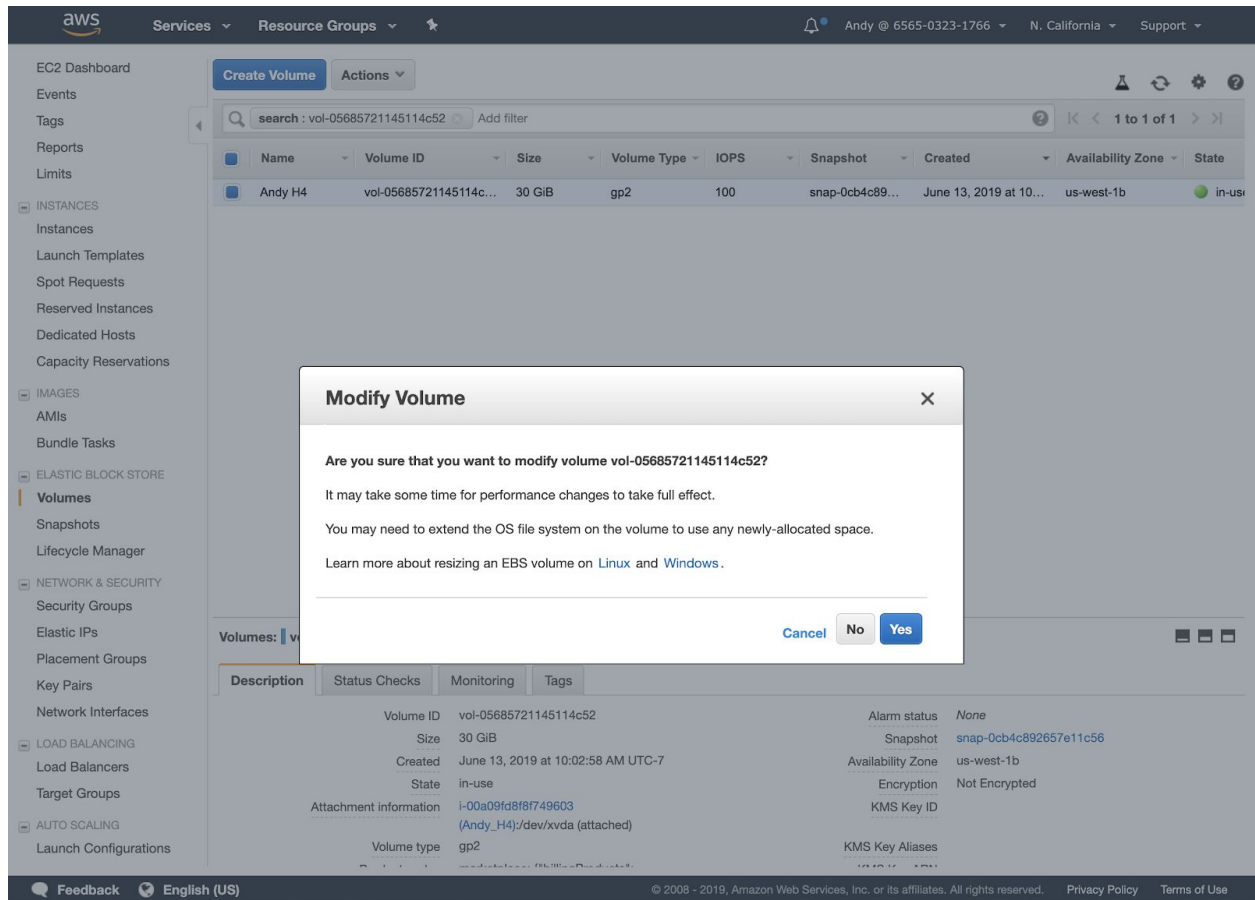 aws Services Resource Groups Andy @ 6565-0323-1766 N. California Support
EC2 Dashboard
Events
Tags
Reports
Limits
INSTANCES
Instances
Launch Templates
Spot Requests
Reserved Instances
Dedicated Hosts
Capacity Reservations
IMAGES
AMIs
Bundle Tasks
ELASTIC BLOCK STORE
Volumes
Snapshots
Lifecycle Manager
NETWORK & SECURITY
Security Groups
Elastic IPs
Placement Groups
Key Pairs
Network Interfaces
LOAD BALANCING
Load Balancers
Target Groups
AUTO SCALING
Launch Configurations
Create Volume Actions
search : vol-05685721145114c52 Add filter 1 to 1 of 1
Name Volume ID Size Volume Type IOPS Snapshot Created Availability Zone State
Andy H4 vol-05685721145114c... 30 GiB gp2 100 snap-0cb4c89... June 13, 2019 at 10... us-west-1b in-use
Modify Volume
Are you sure that you want to modify volume vol-05685721145114c52?
It may take some time for performance changes to take full effect.
You may need to extend the OS file system on the volume to use any newly-allocated space.
Learn more about resizing an EBS volume on Linux and Windows.
Cancel No Yes
Volumes:
Description Status Checks Monitoring Tags
Volume ID vol-05685721145114c52 Alarm status None
Size 30 GiB Snapshot snap-0cb4c892657e11c56
Created June 13, 2019 at 10:02:58 AM UTC-7 Availability Zone us-west-1b
State in-use Encryption Not Encrypted
Attachment information i-00a09fd8f8f749603 KMS Key ID
(Andy_H4):/dev/xvda (attached)
Volume type gp2 KMS Key Aliases
Feedback English (US) © 2008 - 2019, Amazon Web Services, Inc. or its affiliates. All rights reserved. Privacy Policy Terms of Use